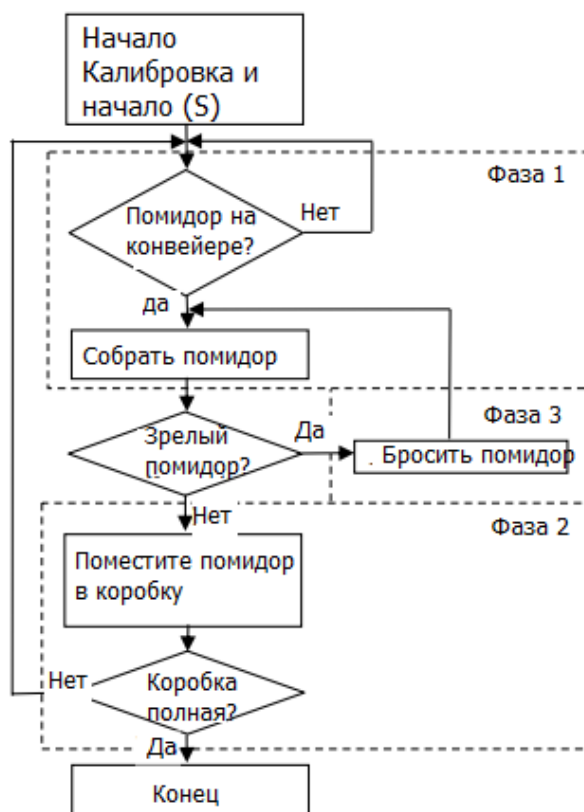 Начало
Калибровка и
начало (S)
Фаза 1
Помидор на
конвейере?
Нет
да
Собрать помидор
Фаза 3
Зрелый
помидор?
Да
. Бросить помидор
Нет
Фаза 2
Поместите помидор
в коробку
Нет
Коробка
полная?
Да
Конец